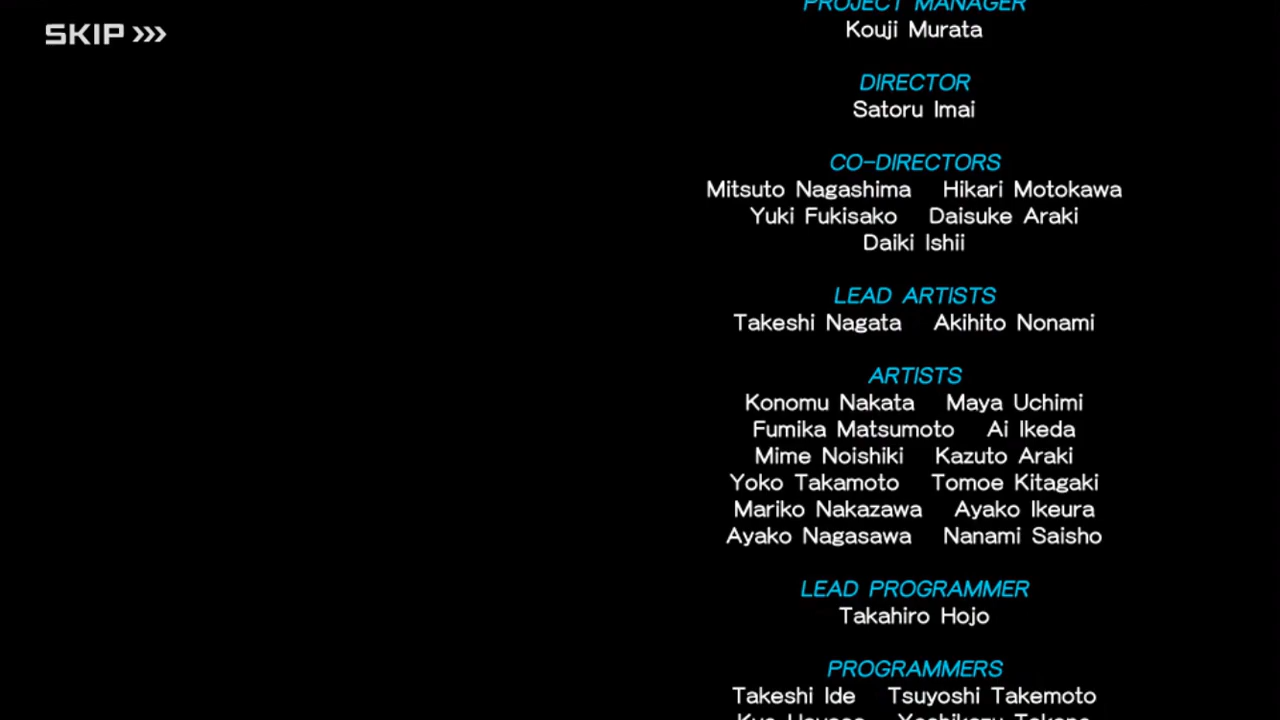 SKIP >>>
PROJECT MANAGER
Kouji Murata
DIRECTOR
Satoru Imai
CO-DIRECTORS
Mitsuto Nagashima Hikari Motokawa
Yuki Fukisako Daisuke Araki
Daiki Ishii
LEAD ARTISTS
Takeshi Nagata Akihito Nonami
ARTISTS
Konomu Nakata Maya Uchimi
Fumika Matsumoto Ai Ikeda
Mime Noishiki Kazuto Araki
Yoko Takamoto Tomoe Kitagaki
Mariko Nakazawa Ayako Ikeura
Ayako Nagasawa Nanami Saisho
LEAD PROGRAMMER
Takahiro Hojo
PROGRAMMERS
Takeshi Ide Tsuyoshi Takemoto